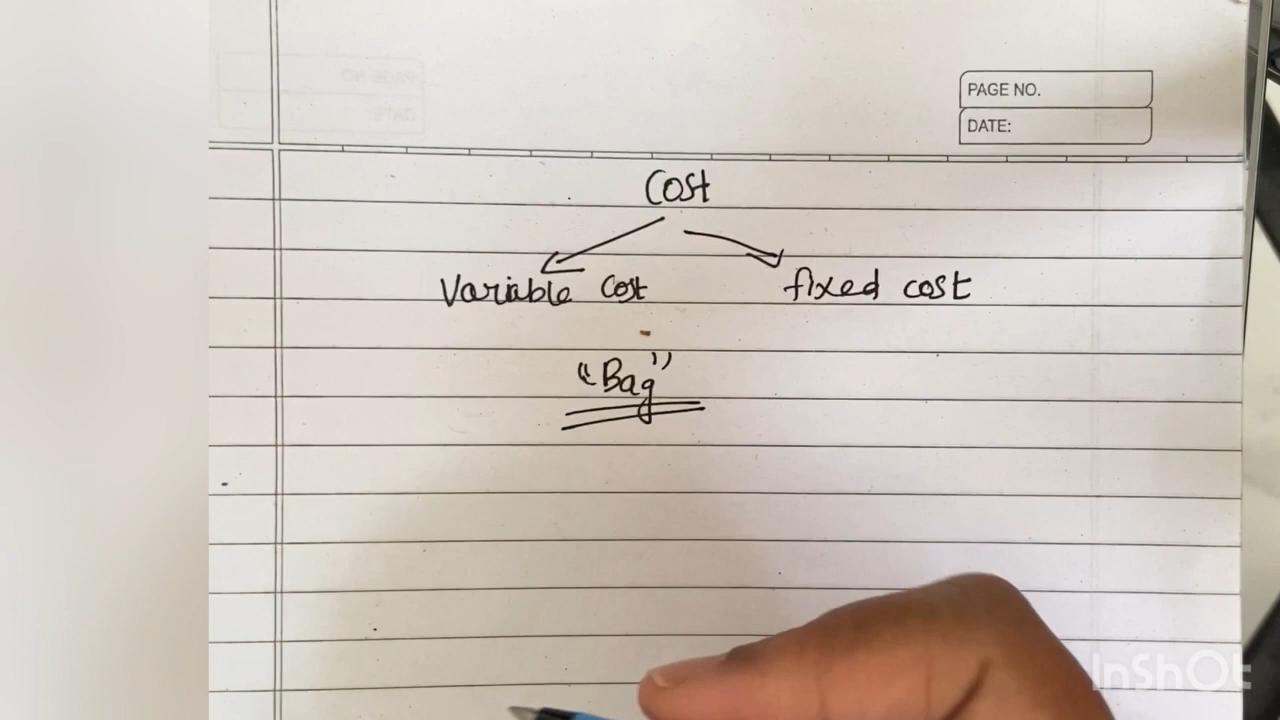 PAGE NO.
DATE:
Cost
Variable Cost fixed cost
"Bag"
InShOt